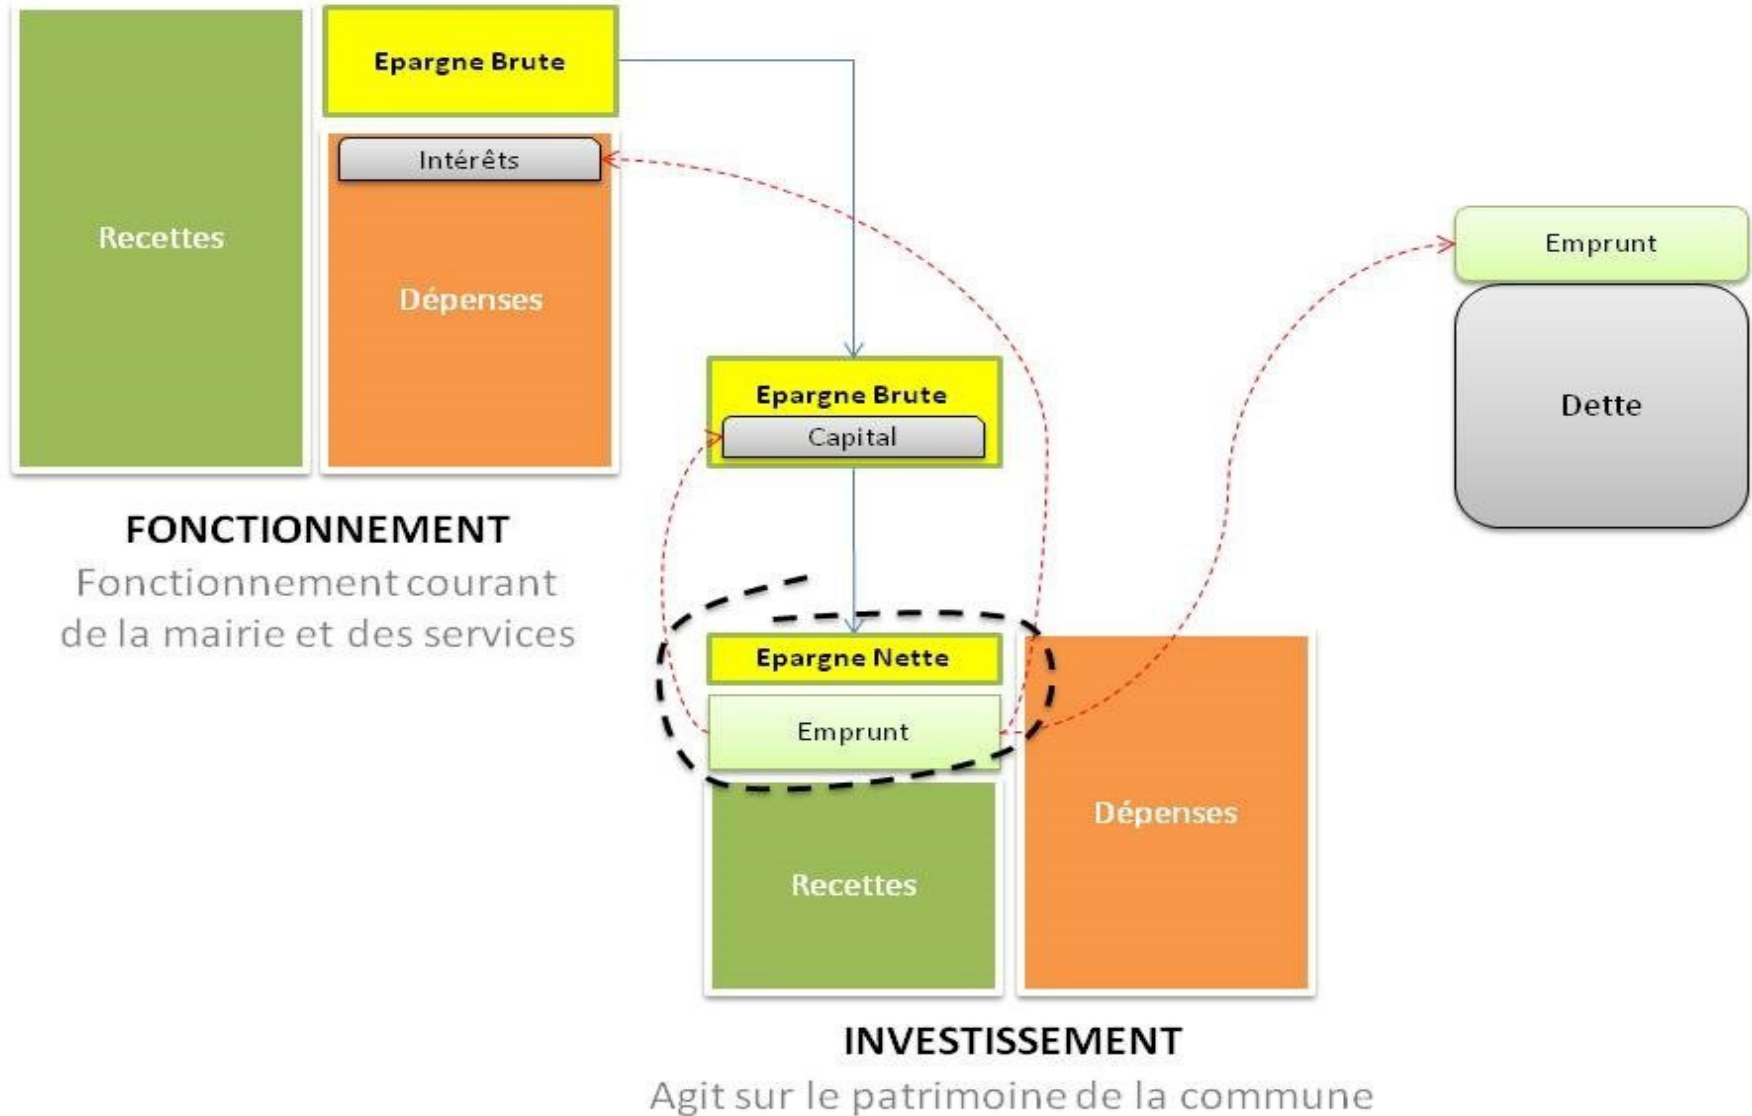 Epargne Brute
Intérêts
Recettes
Dépenses
FONCTIONNEMENT
Fonctionnement courant
de la mairie et des services
Epargne Brute
Capital
Emprunt
Dette
Epargne Nette
Emprunt
Recettes
Dépenses
INVESTISSEMENT
Agit sur le patrimoine de la commune